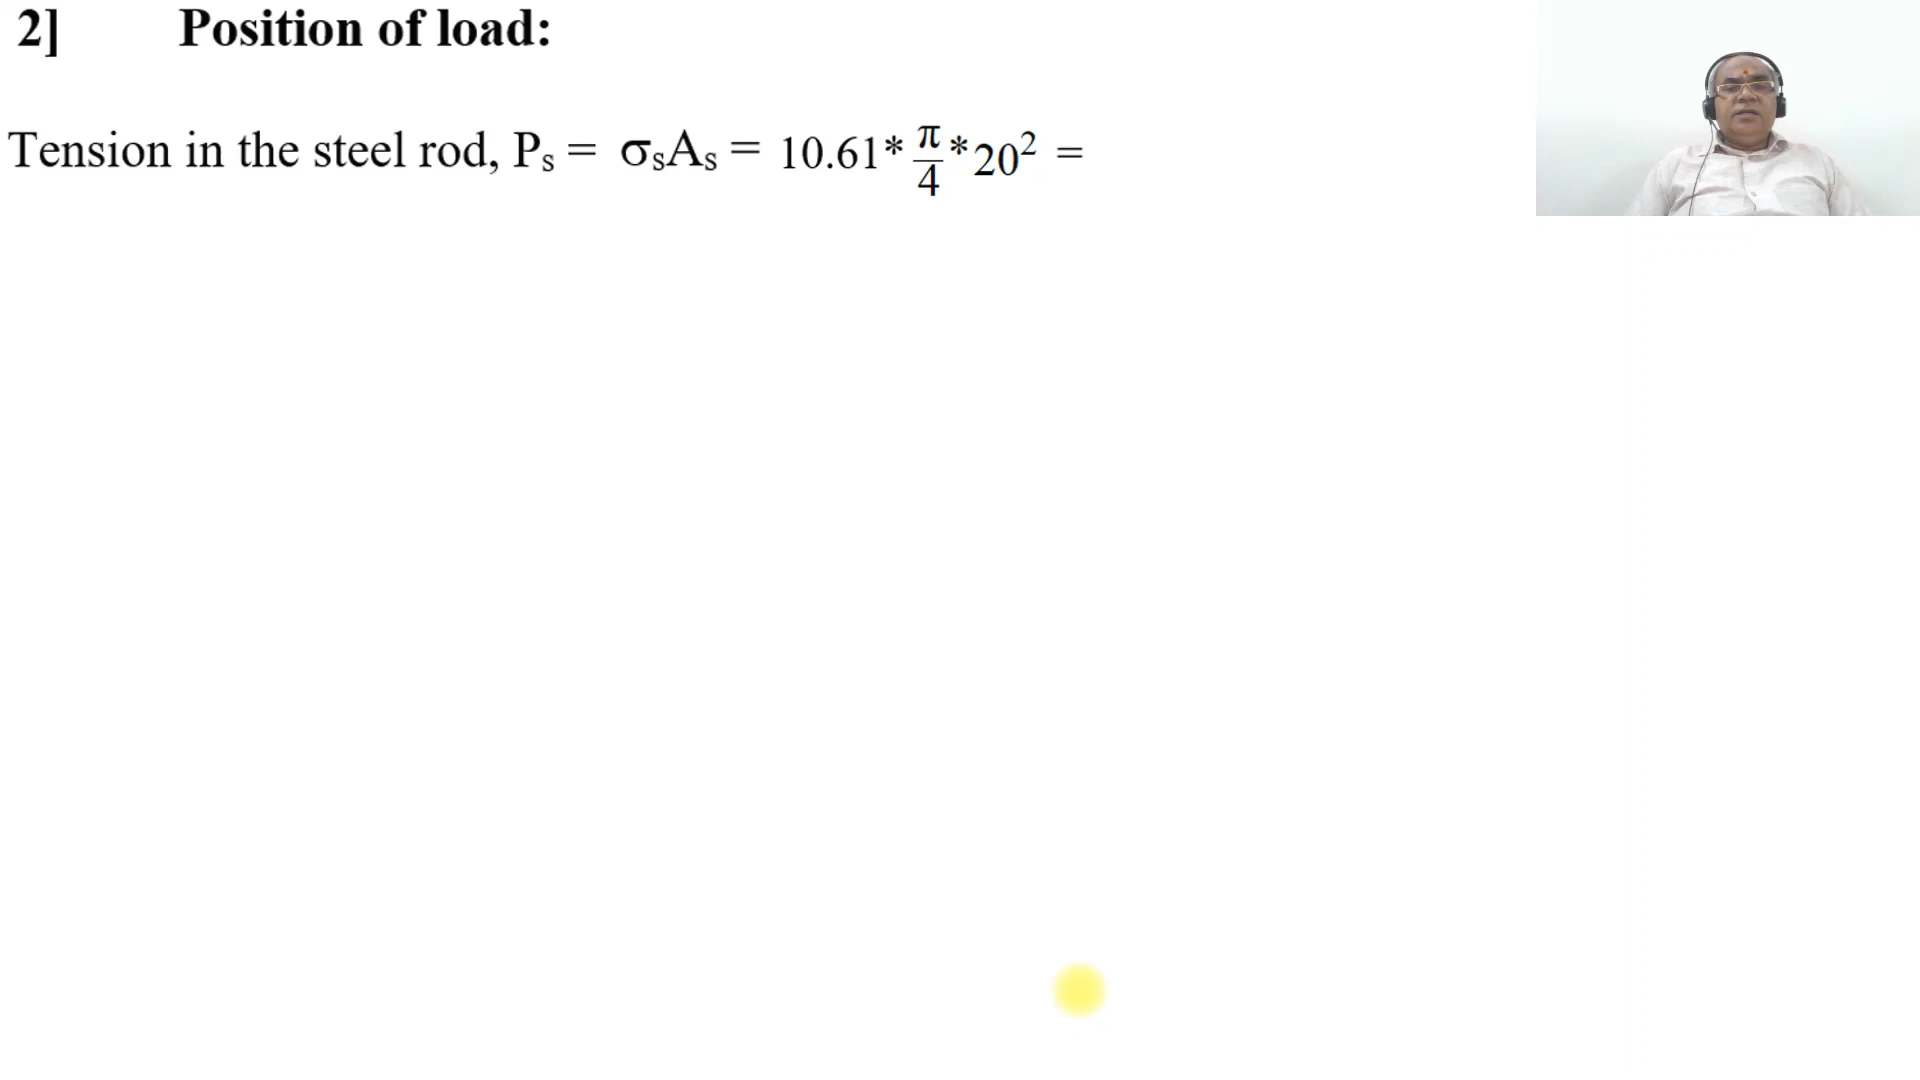 2] Position of load:
Tension in the steel rod, Pₛ = σₛAₛ = 10.61*π/4*20² =